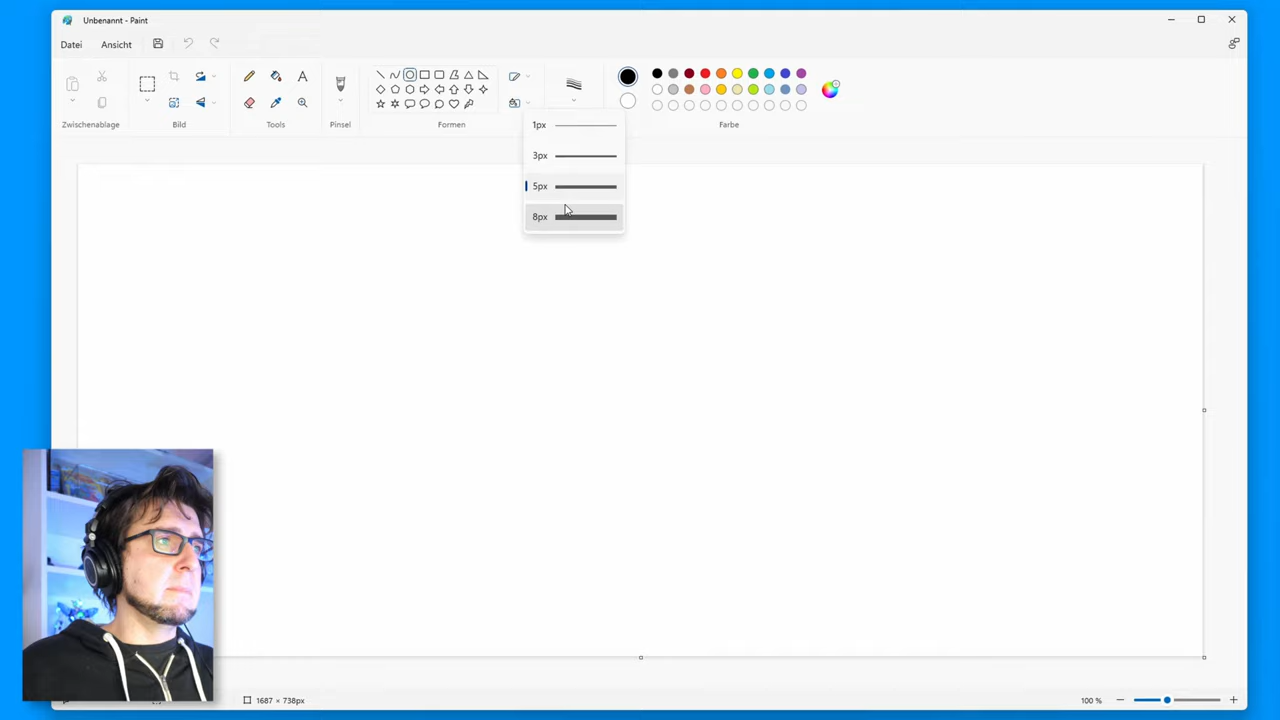 Unbenannt - Paint
Datei
Ansicht
Zwischenablage
Bild
Tools
Pinsel
Formen
Farbe
1px
3px
5px
8px
1687 × 738px
100 %